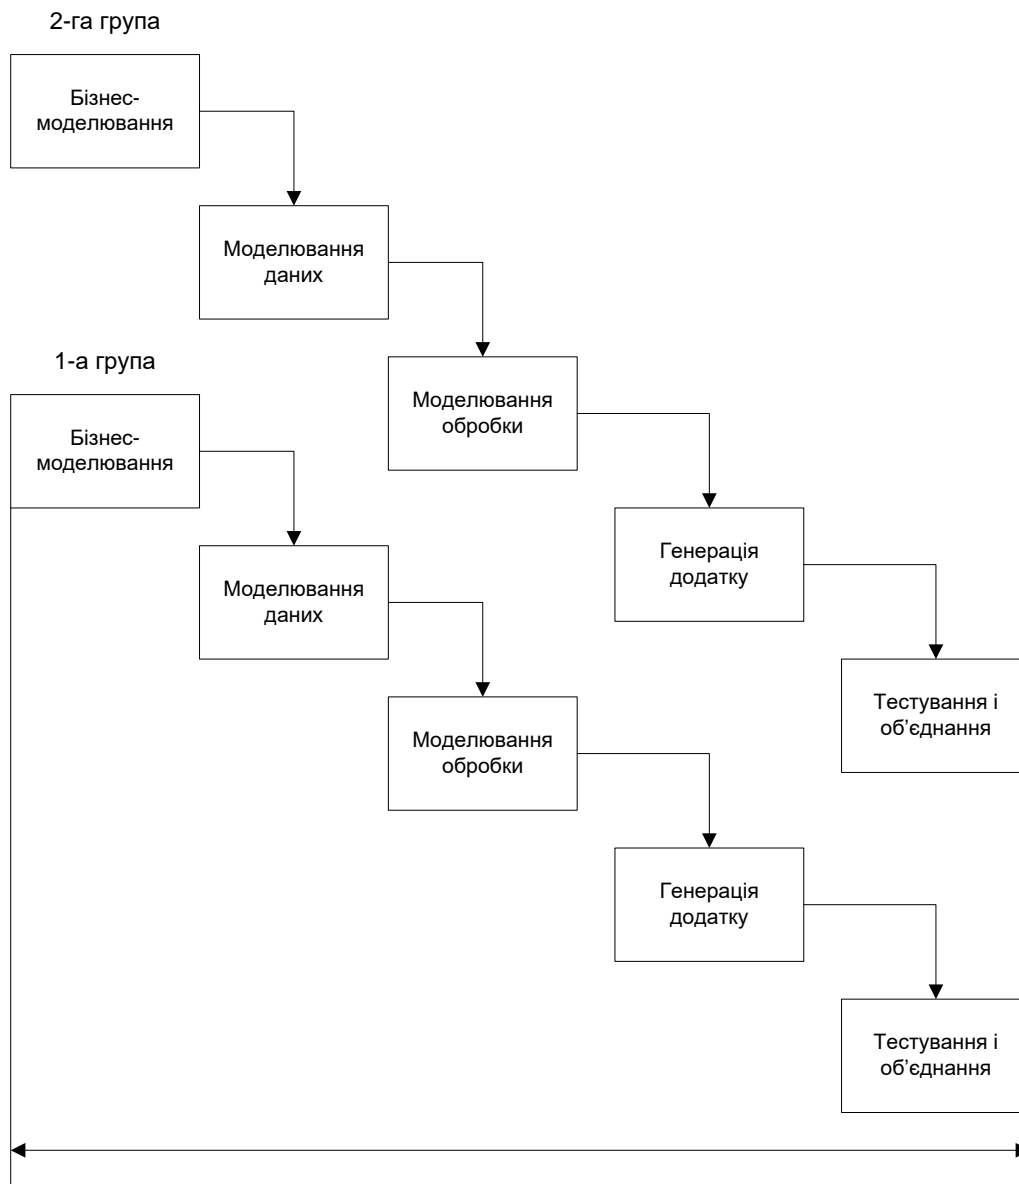 2-га група
Бізнес-
моделювання
Моделювання
даних
Моделювання
обробки
Генерація
додатку
Тестування і
об’єднання
1-а група
Бізнес-
моделювання
Моделювання
даних
Моделювання
обробки
Генерація
додатку
Тестування і
об’єднання